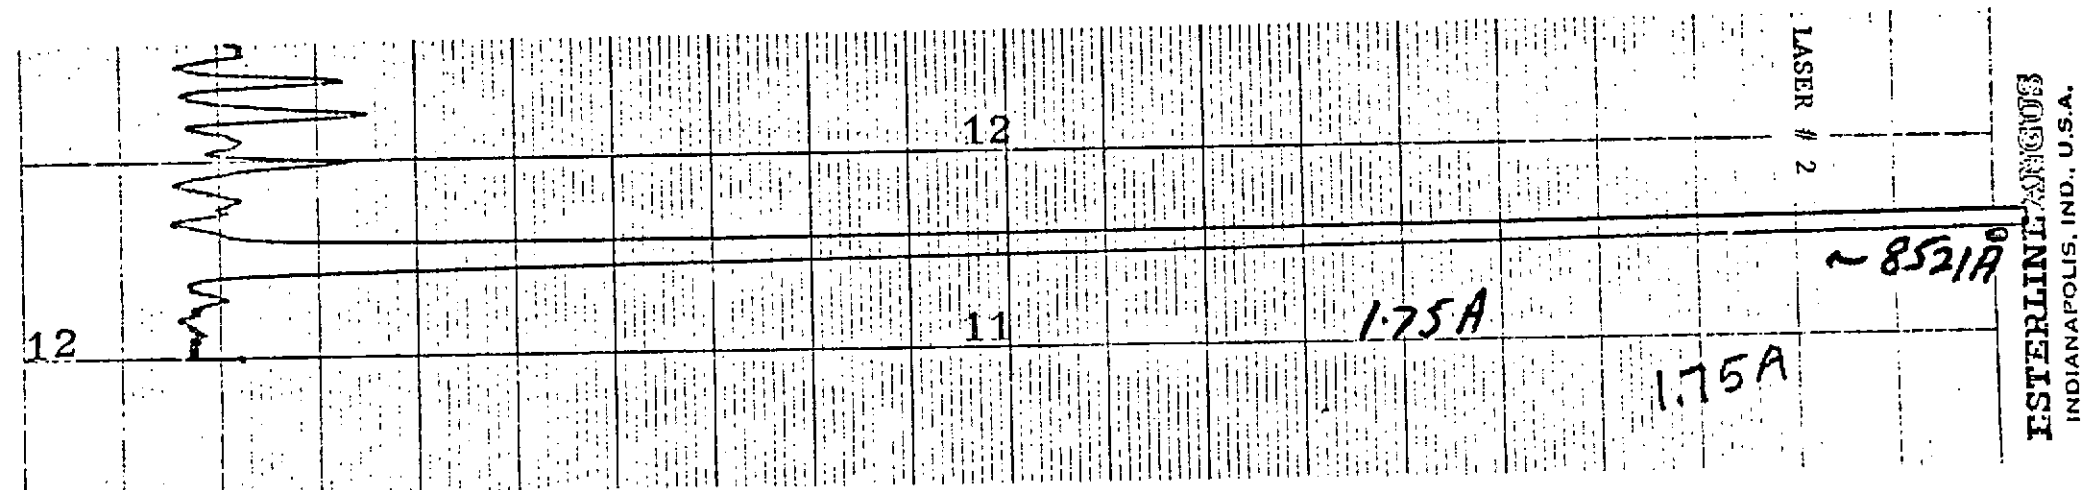 LASER # 2
12
~8521Å
1.75A
11
12
1.75A
ESTERLINE ANGUS
INDIANAPOLIS, IND., U.S.A.